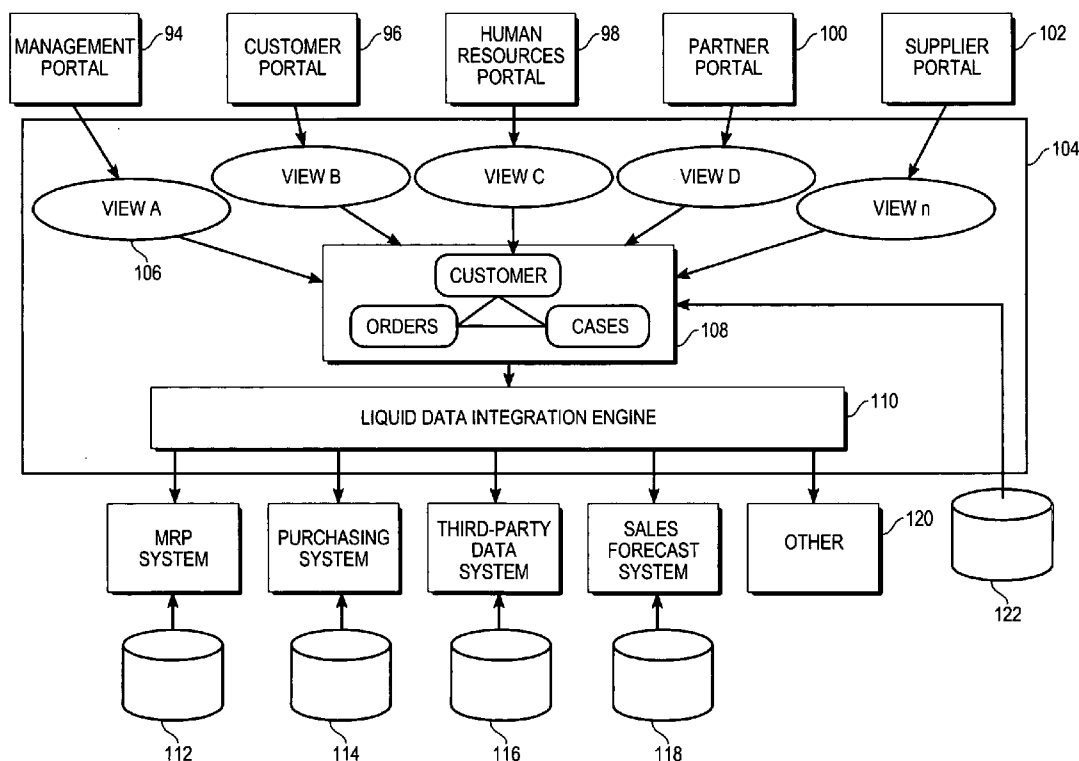 MANAGEMENT
PORTAL
94
CUSTOMER
PORTAL
96
HUMAN
RESOURCES
PORTAL
98
PARTNER
PORTAL
100
SUPPLIER
PORTAL
102
104
VIEW A
VIEW B
VIEW C
VIEW D
VIEW n
106
CUSTOMER
ORDERS
CASES
108
LIQUID DATA INTEGRATION ENGINE
110
MRP
SYSTEM
PURCHASING
SYSTEM
THIRD-PARTY
DATA
SYSTEM
SALES
FORECAST
SYSTEM
OTHER
120
122
112
114
116
118